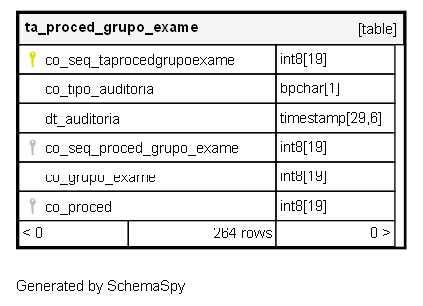 ta_proced_grupo_exame [table]
co_seq_taprocedgrupoexame int8[19]
co_tipo_auditoria bpchar[1]
dt_auditoria timestamp[29,6]
co_seq_proced_grupo_exame int8[19]
co_grupo_exame int8[19]
co_proced int8[19]
< 0 264 rows 0 >
Generated by SchemaSpy